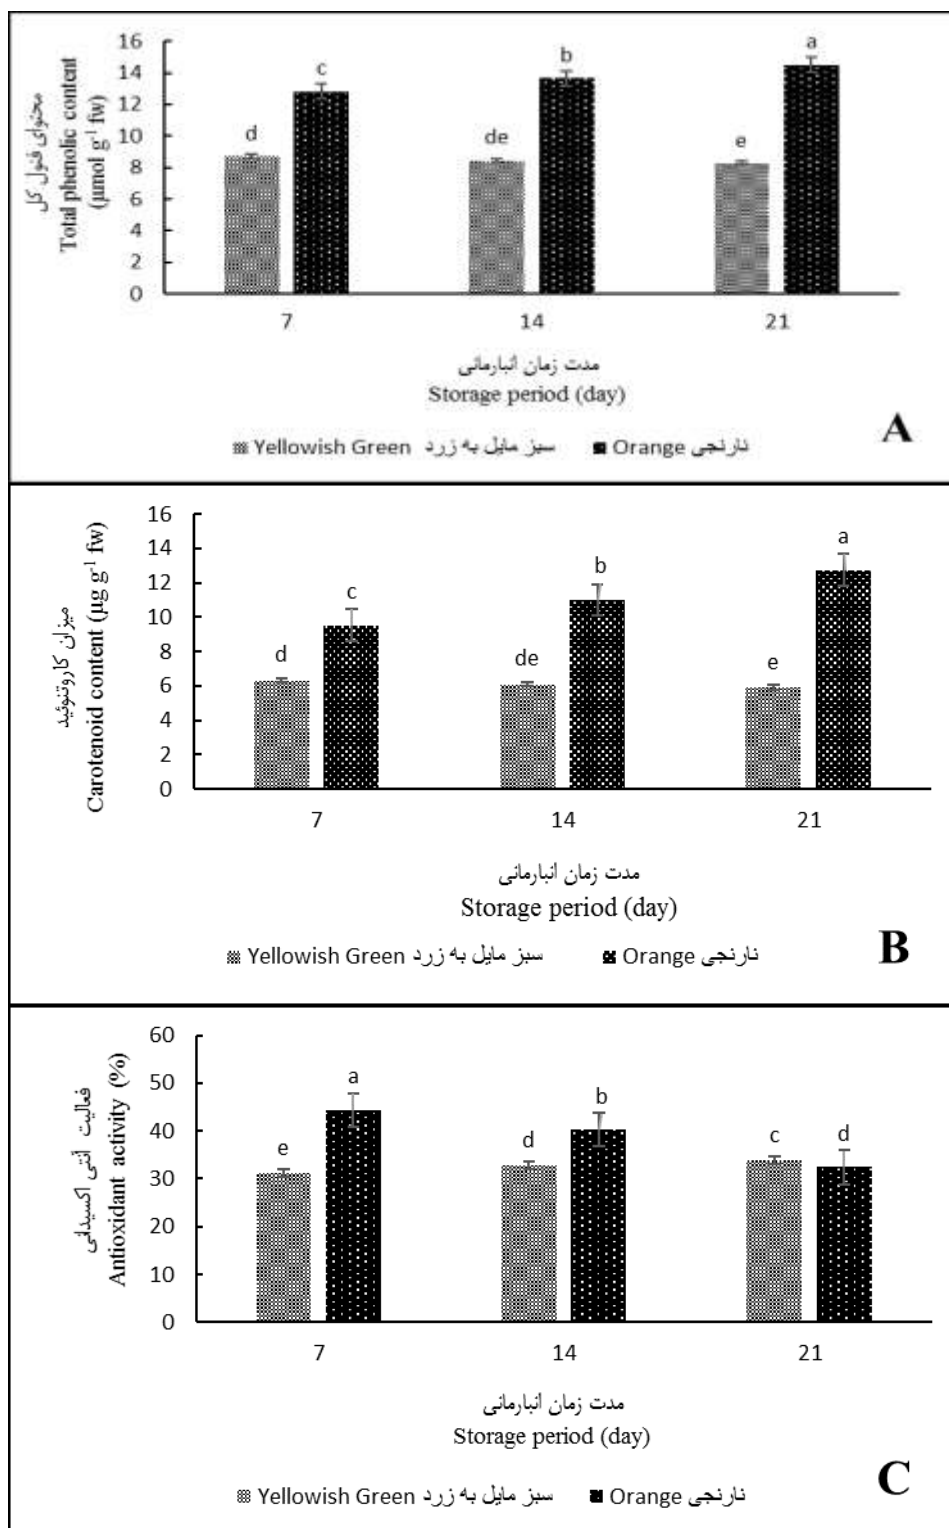 محتوای فنول کل
Total phenolic content
(µmol g-1 fw)
16
14
12
10
8
6
4
2
0
d
c
de
b
e
a
7
14
21
مدت زمان انبارمانی
Storage period (day)
Yellowish Green سبز مایل به زرد
Orange نارنجی
A
میزان کاروتنوئید
Carotenoid content (µg g-1 fw)
16
14
12
10
8
6
4
2
0
d
c
de
b
e
a
7
14
21
مدت زمان انبارمانی
Storage period (day)
Yellowish Green سبز مایل به زرد
Orange نارنجی
B
فعالیت آنتی اکسیدانی
Antioxidant activity (%)
60
50
40
30
20
10
0
e
a
d
b
c
d
7
14
21
مدت زمان انبارمانی
Storage period (day)
Yellowish Green سبز مایل به زرد
Orange نارنجی
C